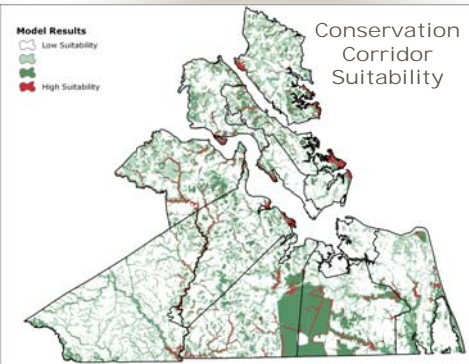 Conservation
Corridor
Suitability
Model Results
Low Suitability
High Suitability